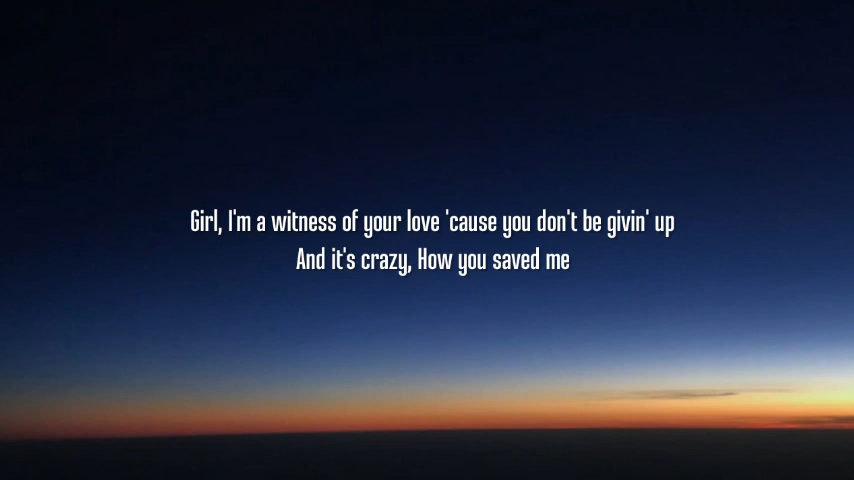 Girl, I'm a witness of your love 'cause you don't be givin' up
And it's crazy, How you saved me